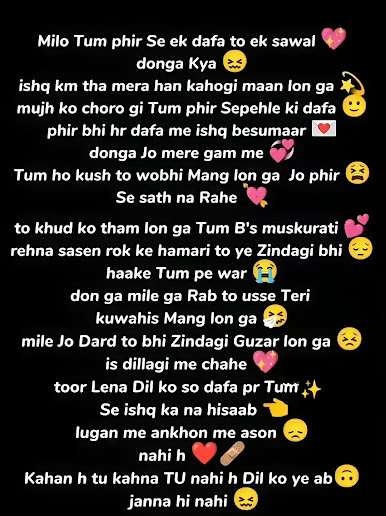 Milo Tum phir Se ek dafa to ek sawal 💖
donga Kya 😖
ishq km tha mera han kahogi maan lon ga 💫
mujh ko choro gi Tum phir Sepehle ki dafa 🙂
phir bhi hr dafa me ishq besumaar 💌
donga Jo mere gam me 💞
Tum ho kush to wobhi Mang lon ga Jo phir 😫
Se sath na Rahe 💘
to khud ko tham lon ga Tum B's muskurati 💕
rehna sasen rok ke hamari to ye Zindagi bhi 😔
haake Tum pe war 😭
don ga mile ga Rab to usse Teri
kuwahis Mang lon ga 🤧
mile Jo Dard to bhi Zindagi Guzar lon ga 😣
is dillagi me chahe 💖
toor Lena Dil ko so dafa pr Tum ✨
Se ishq ka na hisaab 👈
lugan me ankhon me ason 😞
nahi h ❤️🩹
Kahan h tu kahna TU nahi h Dil ko ye ab🙃
janna hi nahi 😖